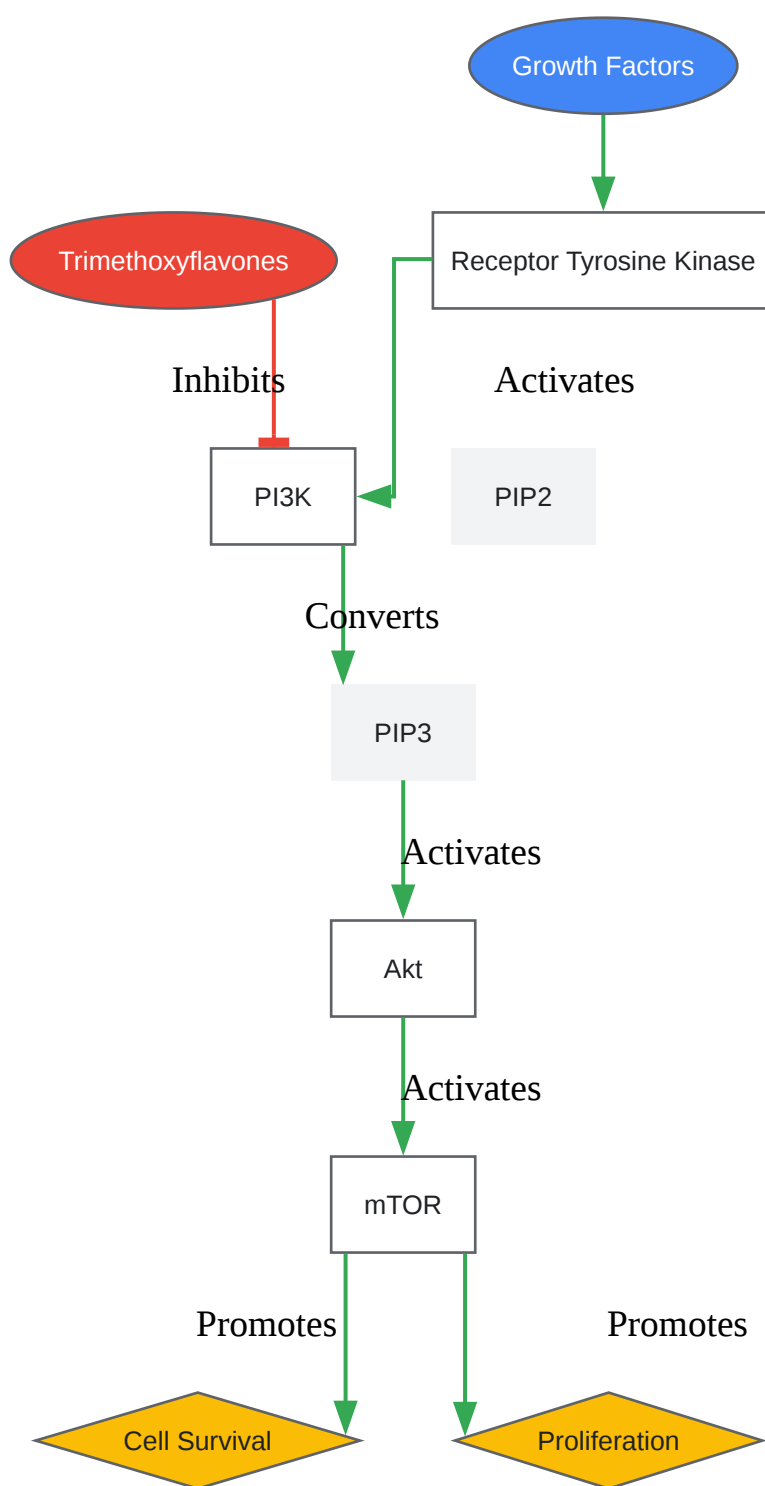 Growth Factors
Trimethoxyflavones
Receptor Tyrosine Kinase
Inhibits
Activates
PI3K
PIP2
Converts
PIP3
Activates
Akt
Activates
mTOR
Promotes
Promotes
Cell Survival
Proliferation